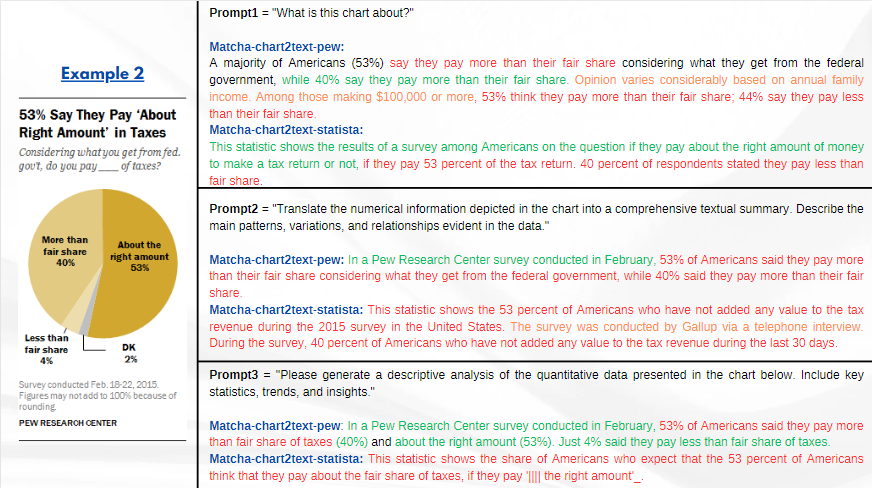 Example 2
53% Say They Pay ‘About
Right Amount’ in Taxes
Considering what you get from fed.
gov't, do you pay ____ of taxes?
More than
fair share
40%
About the
right amount
53%
Less than
fair share
4%
DK
2%
Survey conducted Feb. 18-22, 2015.
Figures may not add to 100% because of
rounding.
PEW RESEARCH CENTER
Prompt1 = "What is this chart about?"
Matcha-chart2text-pew:
A majority of Americans (53%) say they pay more than their fair share considering what they get from the federal
government, while 40% say they pay more than their fair share. Opinion varies considerably based on annual family
income. Among those making $100,000 or more, 53% think they pay more than their fair share; 44% say they pay less
than their fair share.
Matcha-chart2text-statista:
This statistic shows the results of a survey among Americans on the question if they pay about the right amount of money
to make a tax return or not, if they pay 53 percent of the tax return. 40 percent of respondents stated they pay less than
fair share.
Prompt2 = "Translate the numerical information depicted in the chart into a comprehensive textual summary. Describe the
main patterns, variations, and relationships evident in the data."
Matcha-chart2text-pew: In a Pew Research Center survey conducted in February, 53% of Americans said they pay more
than their fair share considering what they get from the federal government, while 40% said they pay more than their fair
share.
Matcha-chart2text-statista: This statistic shows the 53 percent of Americans who have not added any value to the tax
revenue during the 2015 survey in the United States. The survey was conducted by Gallup via a telephone interview.
During the survey, 40 percent of Americans who have not added any value to the tax revenue during the last 30 days.
Prompt3 = "Please generate a descriptive analysis of the quantitative data presented in the chart below. Include key
statistics, trends, and insights."
Matcha-chart2text-pew: In a Pew Research Center survey conducted in February, 53% of Americans said they pay more
than fair share of taxes (40%) and about the right amount (53%). Just 4% said they pay less than fair share of taxes.
Matcha-chart2text-statista: This statistic shows the share of Americans who expect that the 53 percent of Americans
think that they pay about the fair share of taxes, if they pay '|||| the right amount'_.